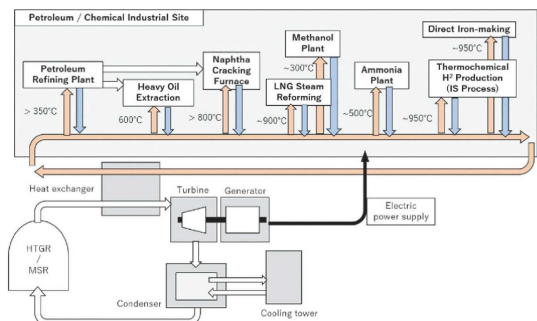 Petroleum / Chemical Industrial Site
Direct Iron-making
Methanol
Plant
Naphtha
Cracking
Furnace
Petroleum
Refining Plant
Heavy Oil
Extraction
LNG Steam
Reforming
Ammonia
Plant
Thermochemical
H² Production
(IS Process)
~950°C
~300°C
> 350°C
600°C
> 800°C
~900°C
~500°C
~950°C
Heat exchanger
Turbine
Generator
Electric
power supply
HTGR
/
MSR
Condenser
Cooling tower